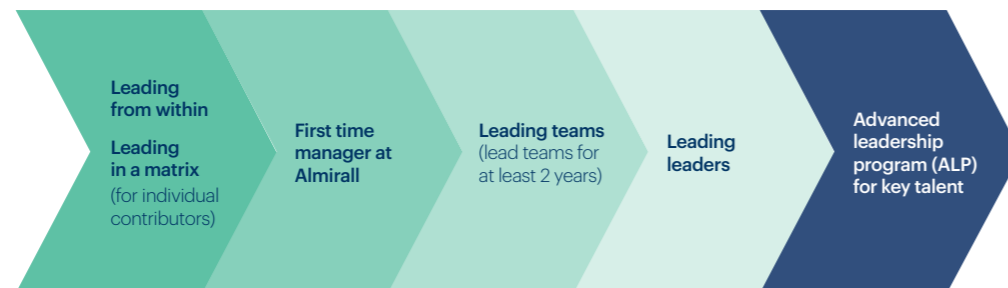 Leading
from within
Leading
in a matrix
(for individual
contributors)
First time
manager at
Almirall
Leading teams
(lead teams for
at least 2 years)
Leading
leaders
Advanced
leadership
program (ALP)
for key talent